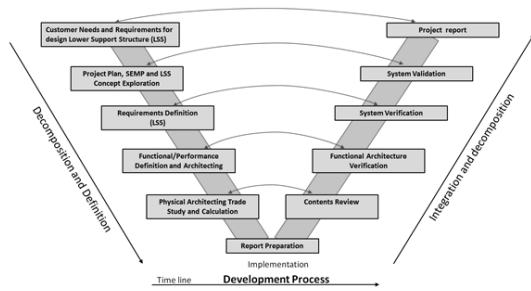 Customer Needs and Requirements for
design Lower Support Structure (LSS)
Project report
Project Plan, SEMP and LSS
Concept Exploration
System Validation
Requirements Definition
(LSS)
System Verification
Functional/Performance
Definition and Architecting
Functional Architecture
Verification
Physical Architecting Trade
Study and Calculation
Contents Review
Report Preparation
Implementation
Time line
Development Process
Decomposition and Definition
Integration and decomposition